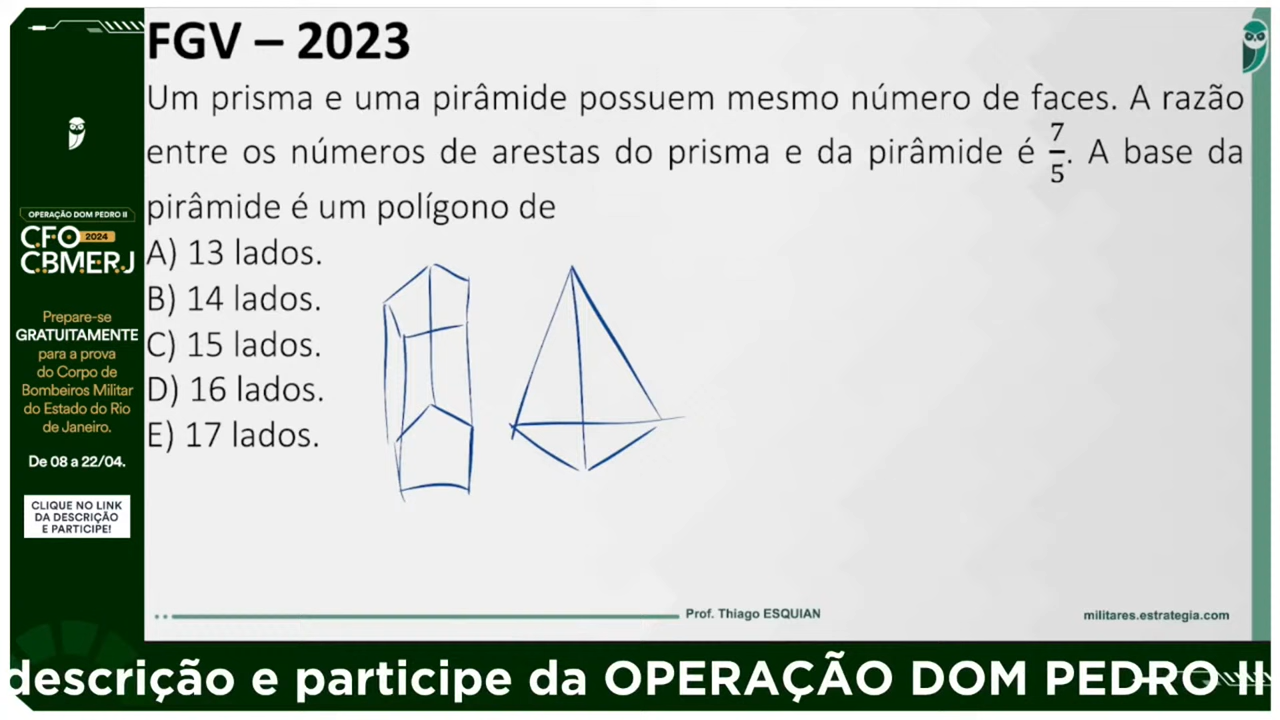 FGV – 2023
Um prisma e uma pirâmide possuem mesmo número de faces. A razão
entre os números de arestas do prisma e da pirâmide é 7/5. A base da
pirâmide é um polígono de
A) 13 lados.
B) 14 lados.
C) 15 lados.
D) 16 lados.
E) 17 lados.
OPERAÇÃO DOM PEDRO II
CFO 2024
CBMERJ
Prepare-se
GRATUITAMENTE
para a prova
do Corpo de
Bombeiros Militar
do Estado do Rio
de Janeiro.
De 08 a 22/04.
CLIQUE NO LINK
DA DESCRIÇÃO
E PARTICIPE!
Prof. Thiago ESQUIAN
militares.estrategia.com
descrição e participe da OPERAÇÃO DOM PEDRO II